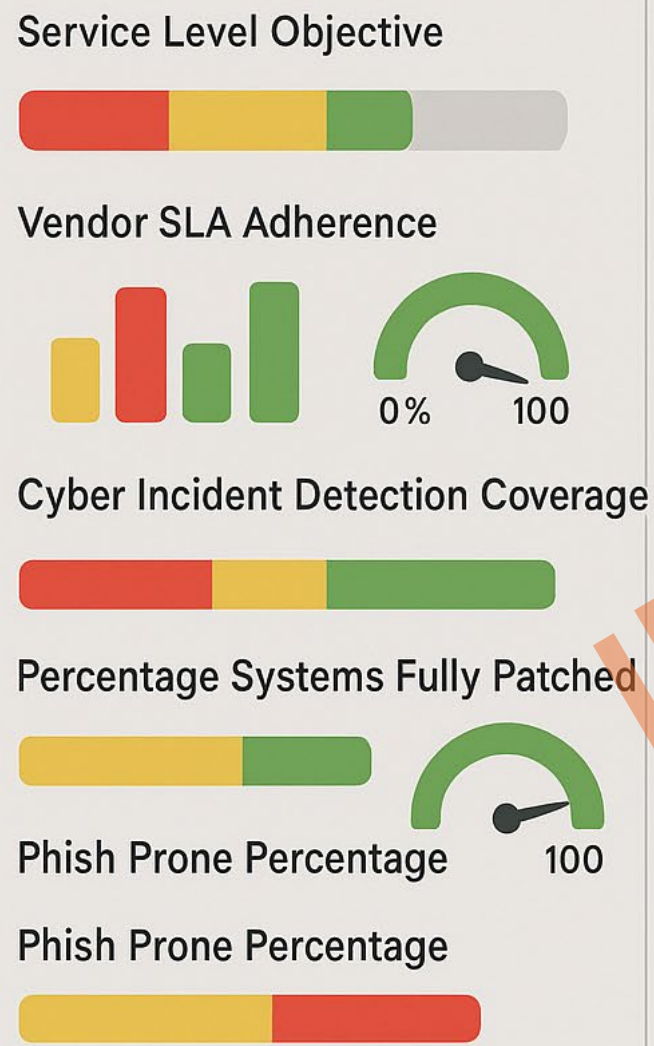 Service Level Objective
Vendor SLA Adherence
0% 100
Cyber Incident Detection Coverage
Percentage Systems Fully Patched
Phish Prone Percentage 100
Phish Prone Percentage